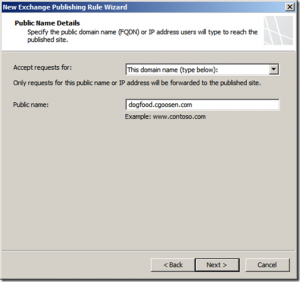 New Exchange Publishing Rule Wizard
Public Name Details
Specify the public domain name (FQDN) or IP address users will type to reach the
published site.
Accept requests for: This domain name (type below):
Only requests for this public name or IP address will be forwarded to the published site.
Public name: dogfood.cgoosen.com
Example: www.contoso.com
< Back Next > Cancel